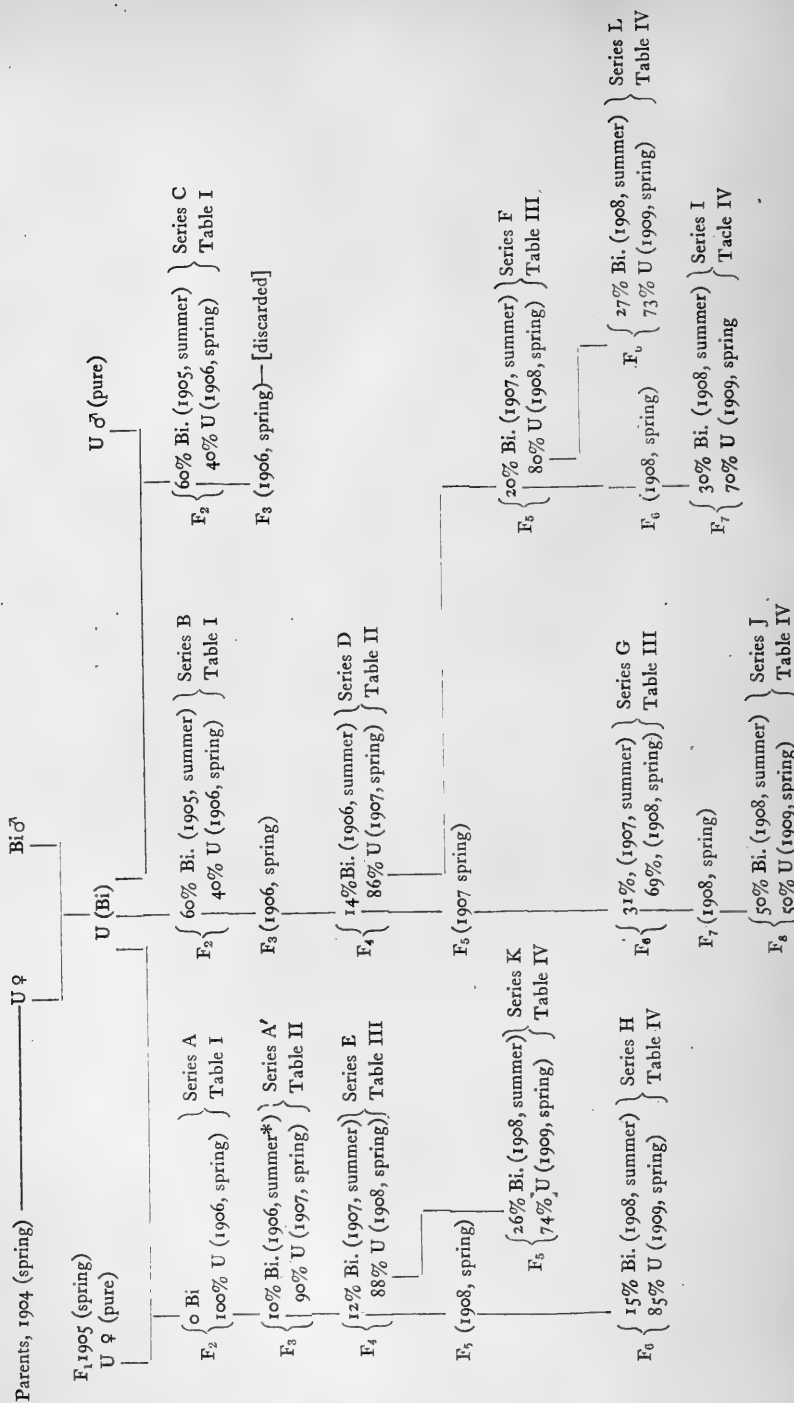 Parents, 1904 (spring) U ♀ Bi ♂
F₁ 1905 (spring)
U ♀ (pure) U (Bi) U ♂ (pure)
F₂ { 0 Bi } Series A
100% U (1906, spring) } Table I
F₂ { 60% Bi. (1905, summer) } Series B
40% U (1906, spring) } Table I
F₂ { 60% Bi. (1905, summer) } Series C
40% U (1906, spring) } Table I
F₃ { 10% Bi. (1906, summer*) } Series A′
90% U (1907, spring) } Table II
F₃ (1906, spring)
F₃ (1906, spring)—[discarded]
F₄ { 12% Bi. (1907, summer) } Series E
88% U (1908, spring) } Table III
F₄ { 14% Bi. (1906, summer) } Series D
86% U (1907, spring) } Table II
F₅ (1908, spring)
F₅ { 26% Bi. (1908, summer) } Series K
74% U (1909, spring) } Table IV
F₅ (1907 spring)
F₅ { 20% Bi. (1907, summer) } Series F
80% U (1908, spring) } Table III
F₆ { 15% Bi. (1908, summer) } Series H
85% U (1909, spring) } Table IV
F₆ { 31%, (1907, summer) } Series G
69%, (1908, spring) } Table III
F₆ (1908, spring)
{ 27% Bi. (1908, summer) } Series L
73% U (1909, spring) } Table IV
F₇ (1908, spring)
F₇ { 30% Bi. (1908, summer) } Series I
70% U (1909, spring } Tacle IV
F₈ { 50% Bi. (1908, summer) } Series J
50% U (1909, spring) } Table IV